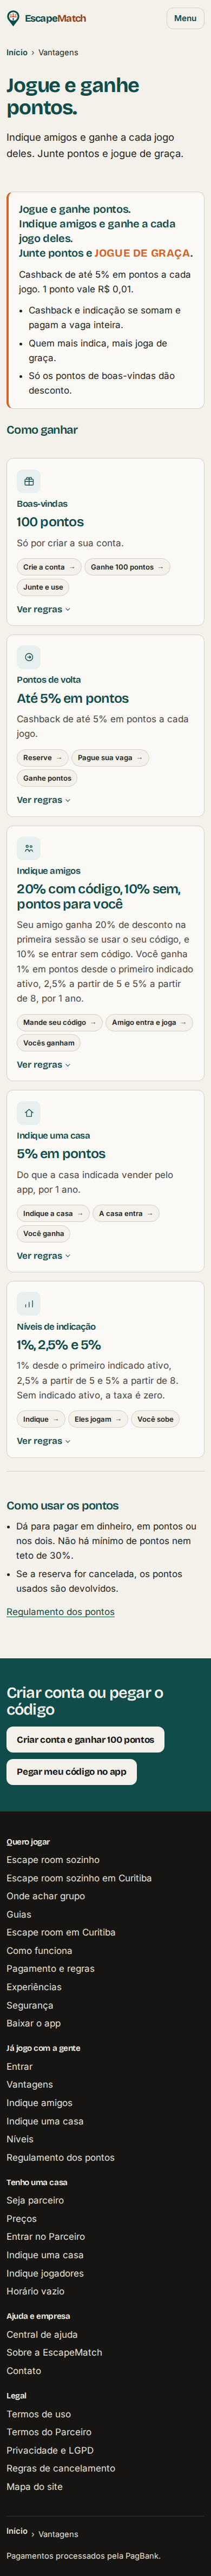 EscapeMatch
Menu
Início › Vantagens
Jogue e ganhe
pontos.
Indique amigos e ganhe a cada jogo
deles. Junte pontos e jogue de graça.
Jogue e ganhe pontos.
Indique amigos e ganhe a cada
jogo deles.
Junte pontos e JOGUE DE GRAÇA.
Cashback de até 5% em pontos a cada
jogo. 1 ponto vale R$ 0,01.
• Cashback e indicação se somam e
pagam a vaga inteira.
• Quem mais indica, mais joga de
graça.
• Só os pontos de boas-vindas dão
desconto.
Como ganhar
Boas-vindas
100 pontos
Só por criar a sua conta.
Crie a conta → Ganhe 100 pontos →
Junte e use
Ver regras
Pontos de volta
Até 5% em pontos
Cashback de até 5% em pontos a cada
jogo.
Reserve → Pague sua vaga →
Ganhe pontos
Ver regras
Indique amigos
20% com código, 10% sem,
pontos para você
Seu amigo ganha 20% de desconto na
primeira sessão se usar o seu código, e
10% se entrar sem código. Você ganha
1% em pontos desde o primeiro indicado
ativo, 2,5% a partir de 5 e 5% a partir
de 8, por 1 ano.
Mande seu código → Amigo entra e joga →
Vocês ganham
Ver regras
Indique uma casa
5% em pontos
Do que a casa indicada vender pelo
app, por 1 ano.
Indique a casa → A casa entra →
Você ganha
Ver regras
Níveis de indicação
1%, 2,5% e 5%
1% desde o primeiro indicado ativo,
2,5% a partir de 5 e 5% a partir de 8.
Sem indicado ativo, a taxa é zero.
Indique → Eles jogam → Você sobe
Ver regras
Como usar os pontos
• Dá para pagar em dinheiro, em pontos ou
nos dois. Não há mínimo de pontos nem
teto de 30%.
• Se a reserva for cancelada, os pontos
usados são devolvidos.
Regulamento dos pontos
Criar conta ou pegar o
código
Criar conta e ganhar 100 pontos
Pegar meu código no app
Quero jogar
Escape room sozinho
Escape room sozinho em Curitiba
Onde achar grupo
Guias
Escape room em Curitiba
Como funciona
Pagamento e regras
Experiências
Segurança
Baixar o app
Já jogo com a gente
Entrar
Vantagens
Indique amigos
Indique uma casa
Níveis
Regulamento dos pontos
Tenho uma casa
Seja parceiro
Preços
Entrar no Parceiro
Indique uma casa
Indique jogadores
Horário vazio
Ajuda e empresa
Central de ajuda
Sobre a EscapeMatch
Contato
Legal
Termos de uso
Termos do Parceiro
Privacidade e LGPD
Regras de cancelamento
Mapa do site
Início › Vantagens
Pagamentos processados pela PagBank.